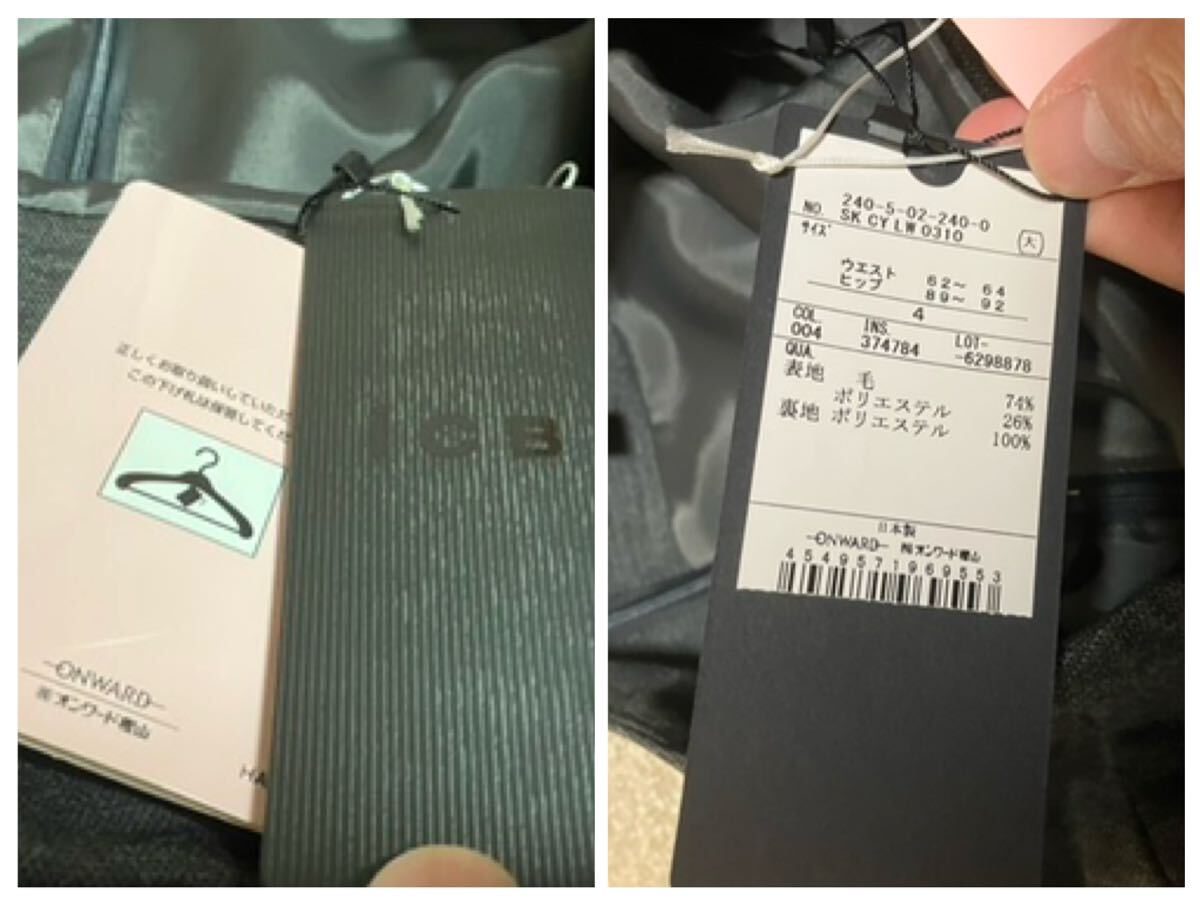 正しくお取り扱いしていただ
この下げ札は保照してくだ
ONWARD
㈱オンワード樫山
HA
ICB
NO. 240-5-02-240-0
SK CY LW 0310
大
サイズ
ウエスト 62～ 64
ヒップ 89～ 92
4
COL. INS. LOT-
004 374784 -6298878
QUA.
表地 毛 74%
ポリエステル 26%
裏地 ポリエステル 100%
日本製
ONWARD ㈱オンワード樫山
4549571969553